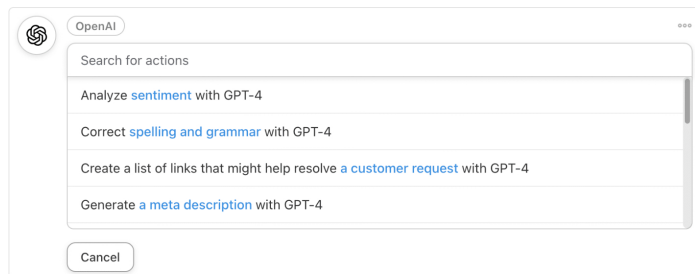 OpenAI
Search for actions
Analyze sentiment with GPT-4
Correct spelling and grammar with GPT-4
Create a list of links that might help resolve a customer request with GPT-4
Generate a meta description with GPT-4
Cancel